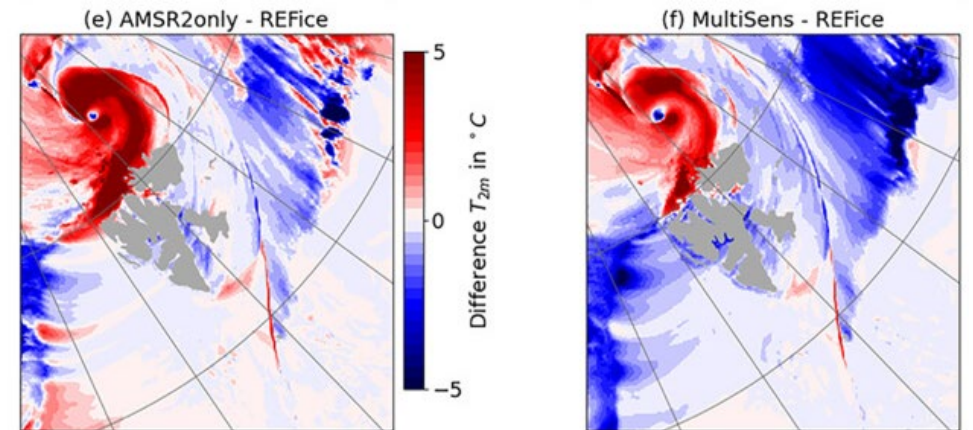 (e) AMSR2only - REFice
(f) MultiSens - REFice
5
0
−5
Difference T2m in °C